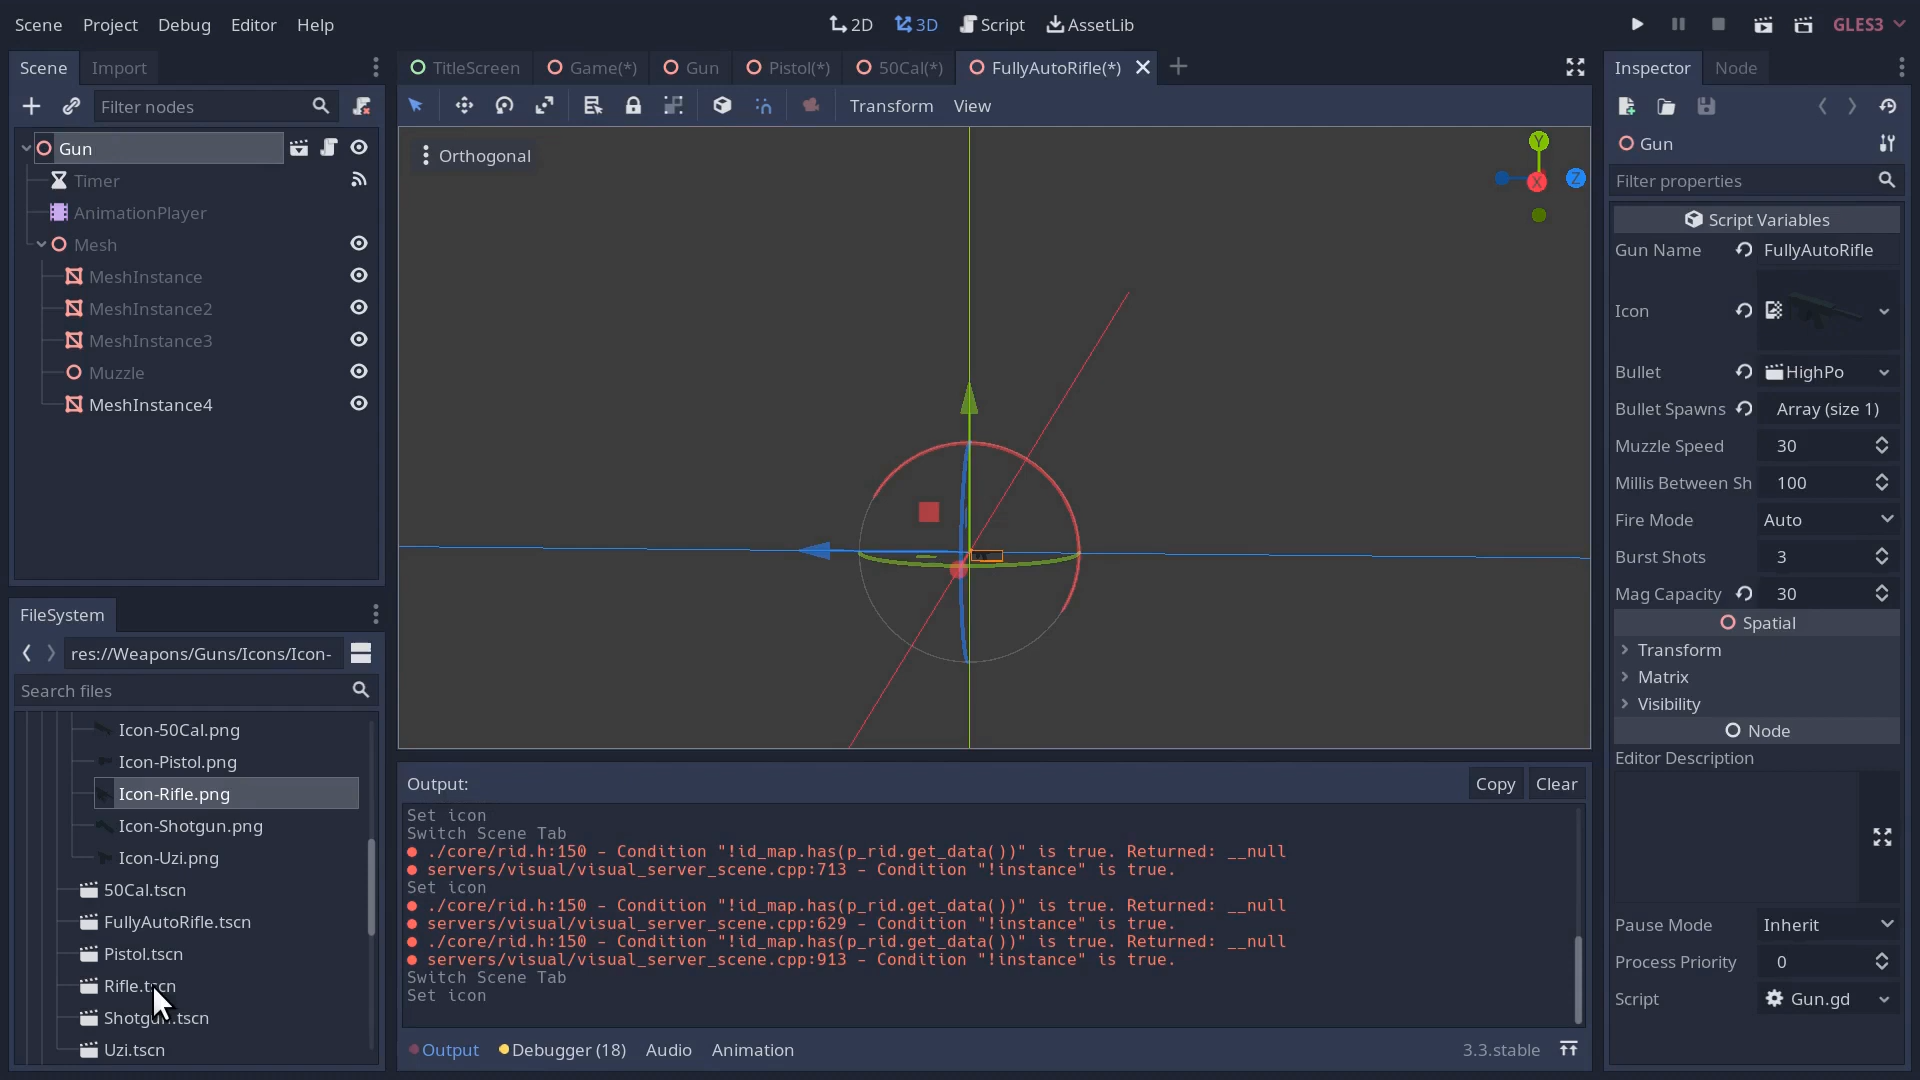 Scene Project Debug Editor Help
2D 3D Script AssetLib
GLES3
Scene Import
TitleScreen Game(*) Gun Pistol(*) 50Cal(*) FullyAutoRifle(*)
Inspector Node
Filter nodes
Transform View
Gun
Timer
AnimationPlayer
Mesh
MeshInstance
MeshInstance2
MeshInstance3
Muzzle
MeshInstance4
Orthogonal
Y
X
Z
Gun
Filter properties
Script Variables
Gun Name FullyAutoRifle
Icon
Bullet HighPo
Bullet Spawns Array (size 1)
Muzzle Speed 30
Millis Between Sh 100
Fire Mode Auto
Burst Shots 3
Mag Capacity 30
Spatial
Transform
Matrix
Visibility
Node
Editor Description
Pause Mode Inherit
Process Priority 0
Script Gun.gd
FileSystem
res://Weapons/Guns/Icons/Icon-
Search files
Icon-50Cal.png
Icon-Pistol.png
Icon-Rifle.png
Icon-Shotgun.png
Icon-Uzi.png
50Cal.tscn
FullyAutoRifle.tscn
Pistol.tscn
Rifle.tscn
Shotgun.tscn
Uzi.tscn
Output:
Copy Clear
Set icon
Switch Scene Tab
./core/rid.h:150 - Condition "!id_map.has(p_rid.get_data())" is true. Returned: __null
servers/visual/visual_server_scene.cpp:713 - Condition "!instance" is true.
Set icon
./core/rid.h:150 - Condition "!id_map.has(p_rid.get_data())" is true. Returned: __null
servers/visual/visual_server_scene.cpp:629 - Condition "!instance" is true.
./core/rid.h:150 - Condition "!id_map.has(p_rid.get_data())" is true. Returned: __null
servers/visual/visual_server_scene.cpp:913 - Condition "!instance" is true.
Switch Scene Tab
Set icon
Output Debugger (18) Audio Animation
3.3.stable